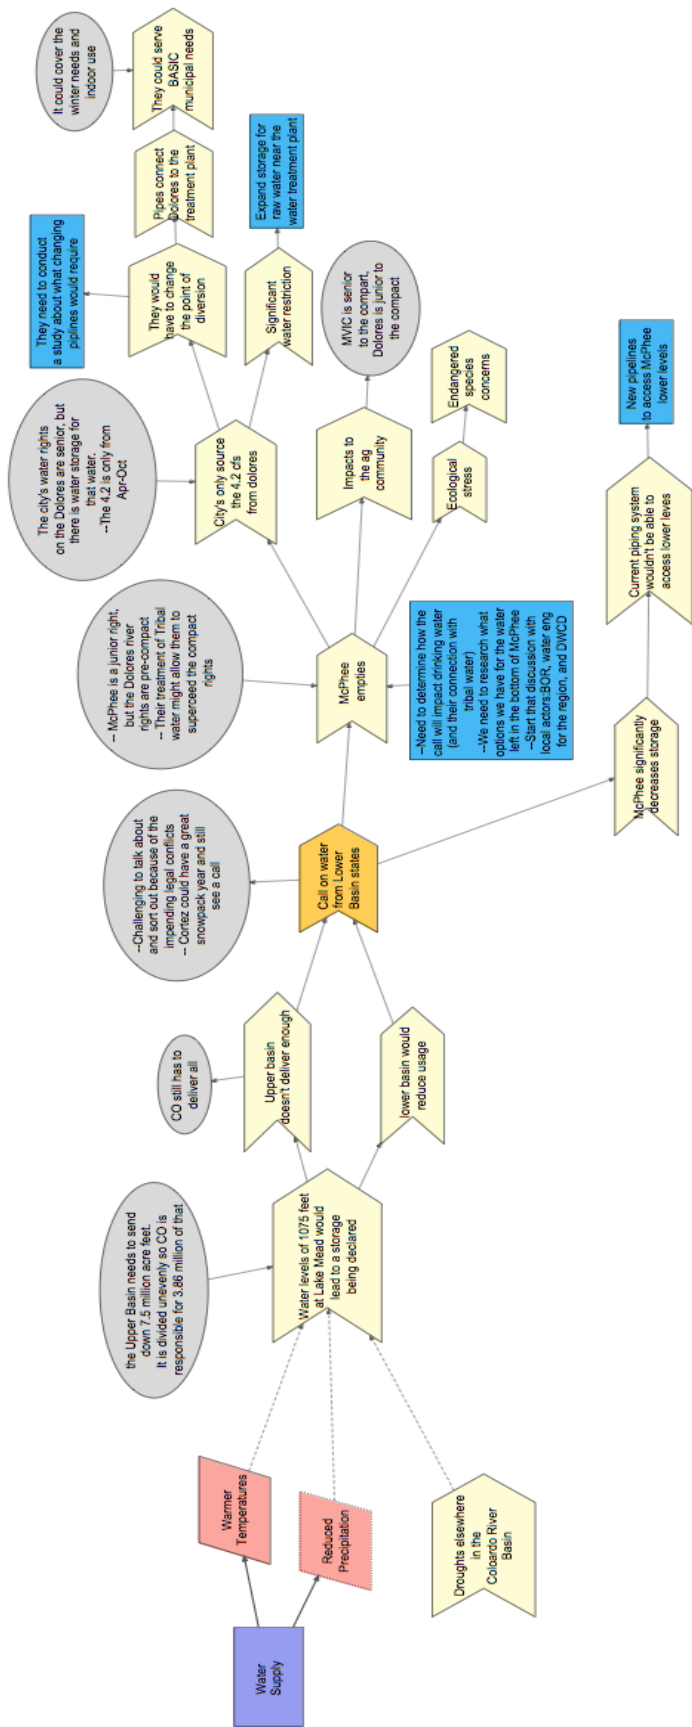 Water
Supply
Warmer
Temperatures
Reduced
Precipitation
Droughts elsewhere
in the
Coloardo River
Basin
the Upper Basin needs to send
down 7.5 million acre feet.
It is divided unevenly so CO is
responsible for 3.86 million of that
Water levels of 1075 feet
at Lake Mead would
lead to a storage
being declared
CO still has to
deliver all
Upper basin
doesn't deliver enough
lower basin would
reduce usage
--Challenging to talk about
and sort out because of the
impending legal conflicts
-- Cortez could have a great
snowpack year and still
see a call
Call on water
from Lower
Basin states
-- McPhee is a junior right,
but the Dolores river
rights are pre-compact
-- Their treatment of Tribal
water might allow them to
superceed the compact
rights
McPhee
empties
--Need to determine how the
call will impact drinking water
(and their connection with
tribal water)
--We need to research what
options we have for the water
left in the bottom of McPhee
--Start that discussion with
local actors:BOR, water eng
for the region, and DWCD
McPhee significantly
decreases storage
The city's water rights
on the Dolores are senior, but
there is water storage for
that water.
--The 4.2 is only from
Apr-Oct
City's only source
the 4.2 cfs
from dolores
Impacts to
the ag
community
Ecological
stress
Current piping system
wouldn't be able to
access lower leves
They need to conduct
a study about what changing
piplines would require
They would
have to change
the point of
diversion
Significant
water restriction
MVIC is senior
to the compart,
Dolores is junior to
the compact
Endangered
species
concerns
New pipelines
to access McPhee
lower levels
Pipes connect
Dolores to the
treatment plant
Expand storage for
raw water near the
water treatment plant
It could cover the
winter needs and
indoor use
They could serve
BASIC
municipal needs